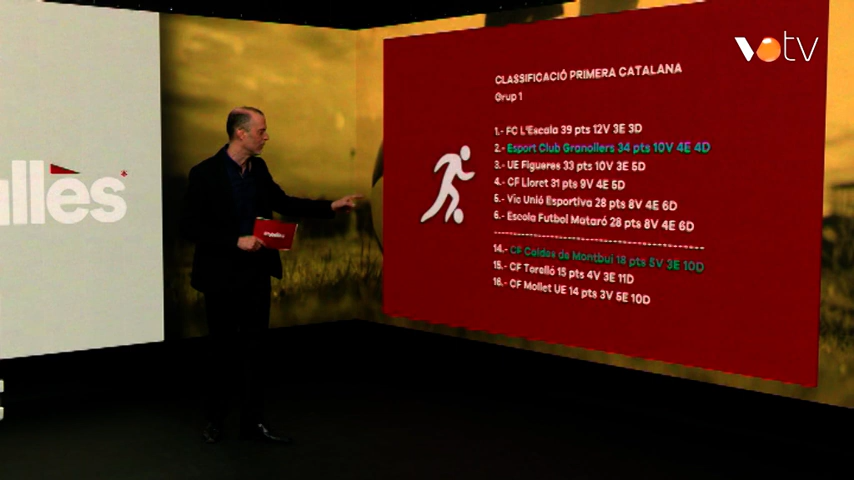 votv
allès*
CLASSIFICACIÓ PRIMERA CATALANA
Grup 1
1.- FC L'Escala 39 pts 12V 3E 3D
2.- Esport Club Granollers 34 pts 10V 4E 4D
3.- UE Figueres 33 pts 10V 3E 5D
4.- CF Lloret 31 pts 9V 4E 5D
5.- Vic Unió Esportiva 28 pts 8V 4E 6D
6.- Escola Futbol Mataró 28 pts 8V 4E 6D
14.- CF Caldes de Montbui 18 pts 5V 3E 10D
15.- CF Torelló 15 pts 4V 3E 11D
16.- CF Mollet UE 14 pts 3V 5E 10D